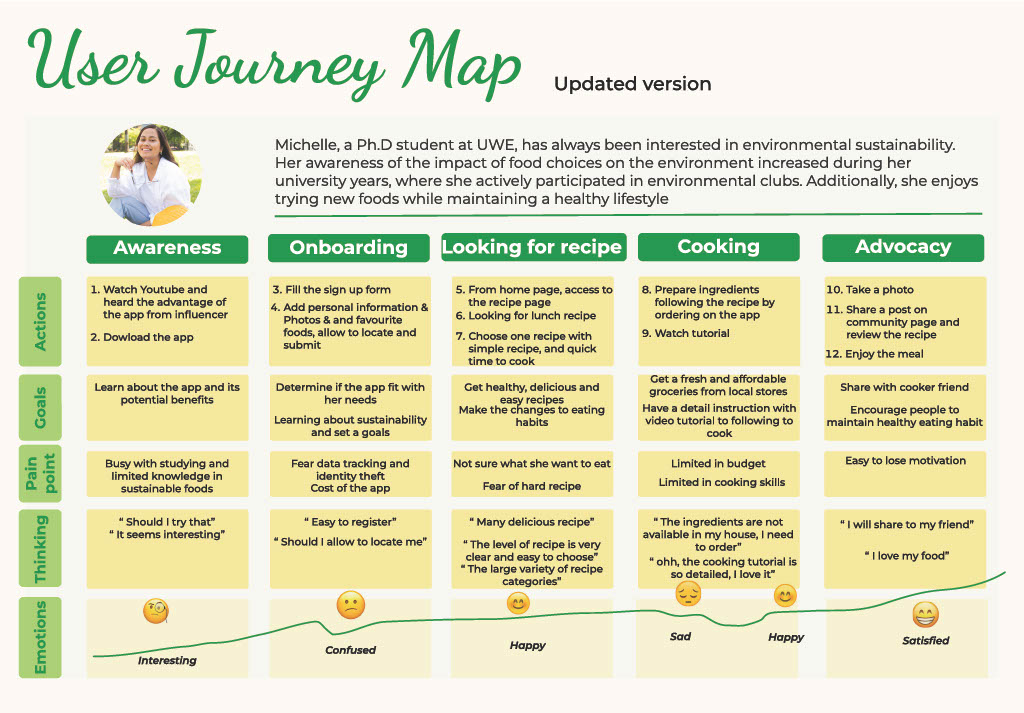 User Journey Map
Updated version
Michelle, a Ph.D student at UWE, has always been interested in environmental sustainability.
Her awareness of the impact of food choices on the environment increased during her
university years, where she actively participated in environmental clubs. Additionally, she enjoys
trying new foods while maintaining a healthy lifestyle
Awareness
Onboarding
Looking for recipe
Cooking
Advocacy
Actions
1. Watch Youtube and
heard the advantage of
the app from influencer
2. Dowload the app
3. Fill the sign up form
4. Add personal information &
Photos & and favourite
foods, allow to locate and
submit
5. From home page, access to
the recipe page
6. Looking for lunch recipe
7. Choose one recipe with
simple recipe, and quick
time to cook
8. Prepare ingredients
following the recipe by
ordering on the app
9. Watch tutorial
10. Take a photo
11. Share a post on
community page and
review the recipe
12. Enjoy the meal
Goals
Learn about the app and its
potential benefits
Determine if the app fit with
her needs
Learning about sustainability
and set a goals
Get healthy, delicious and
easy recipes
Make the changes to eating
habits
Get a fresh and affordable
groceries from local stores
Have a detail instruction with
video tutorial to following to
cook
Share with cooker friend
Encourage people to
maintain healthy eating habit
Pain
point
Busy with studying and
limited knowledge in
sustainable foods
Fear data tracking and
identity theft
Cost of the app
Not sure what she want to eat
Fear of hard recipe
Limited in budget
Limited in cooking skills
Easy to lose motivation
Thinking
“ Should I try that”
“ It seems interesting”
“ Easy to register”
“ Should I allow to locate me”
“ Many delicious recipe”
“ The level of recipe is very
clear and easy to choose”
“ The large variety of recipe
categories”
“ The ingredients are not
available in my house, I need
to order”
“ ohh, the cooking tutorial is
so detailed, I love it”
“ I will share to my friend”
“ I love my food”
Emotions
Interesting
Confused
Happy
Sad
Happy
Satisfied